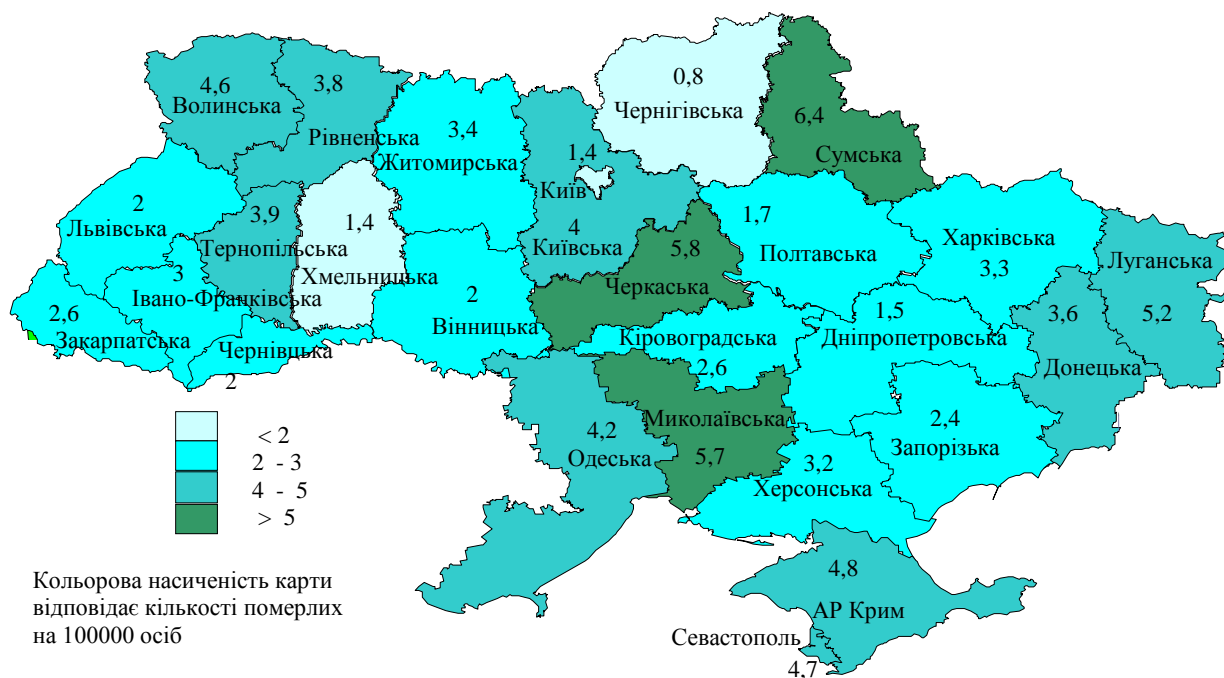 4,6
Волинська
3,8
Рівненська
3,4
Житомирська
1,4
Київ
4
Київська
0,8
Чернігівська
6,4
Сумська
2
Львівська
3,9
Тернопільська
1,4
Хмельницька
3
Івано-Франківська
2,6
Закарпатська
Чернівцька
2
2
Вінницька
5,8
Черкаська
1,7
Полтавська
Харківська
3,3
Луганська
5,2
3,6
Донецька
1,5
Дніпропетровська
Кіровоградська
2,6
Миколаївська
5,7
4,2
Одеська
2,4
Запорізька
3,2
Херсонська
4,8
АР Крим
Севастополь
4,7
< 2
2 - 3
4 - 5
> 5
Кольорова насиченість карти
відповідає кількості померлих
на 100000 осіб